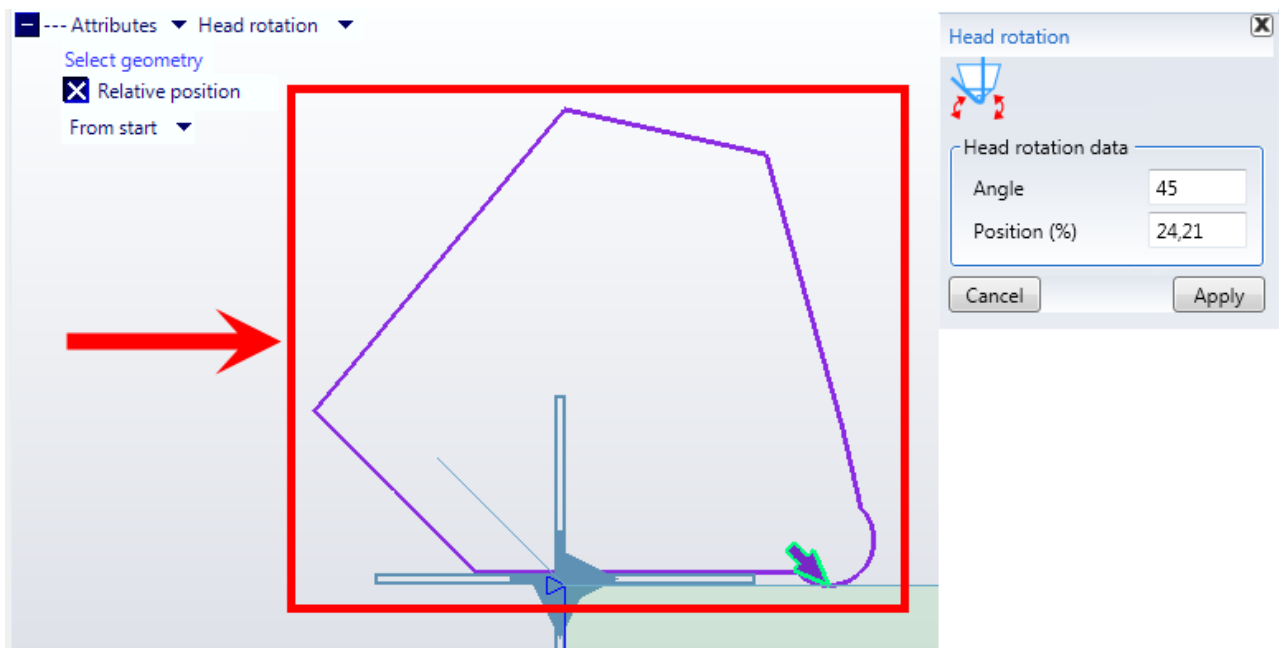 --- Attributes Head rotation
Select geometry
Relative position
From start
Head rotation
Head rotation data
Angle 45
Position (%) 24,21
Cancel Apply